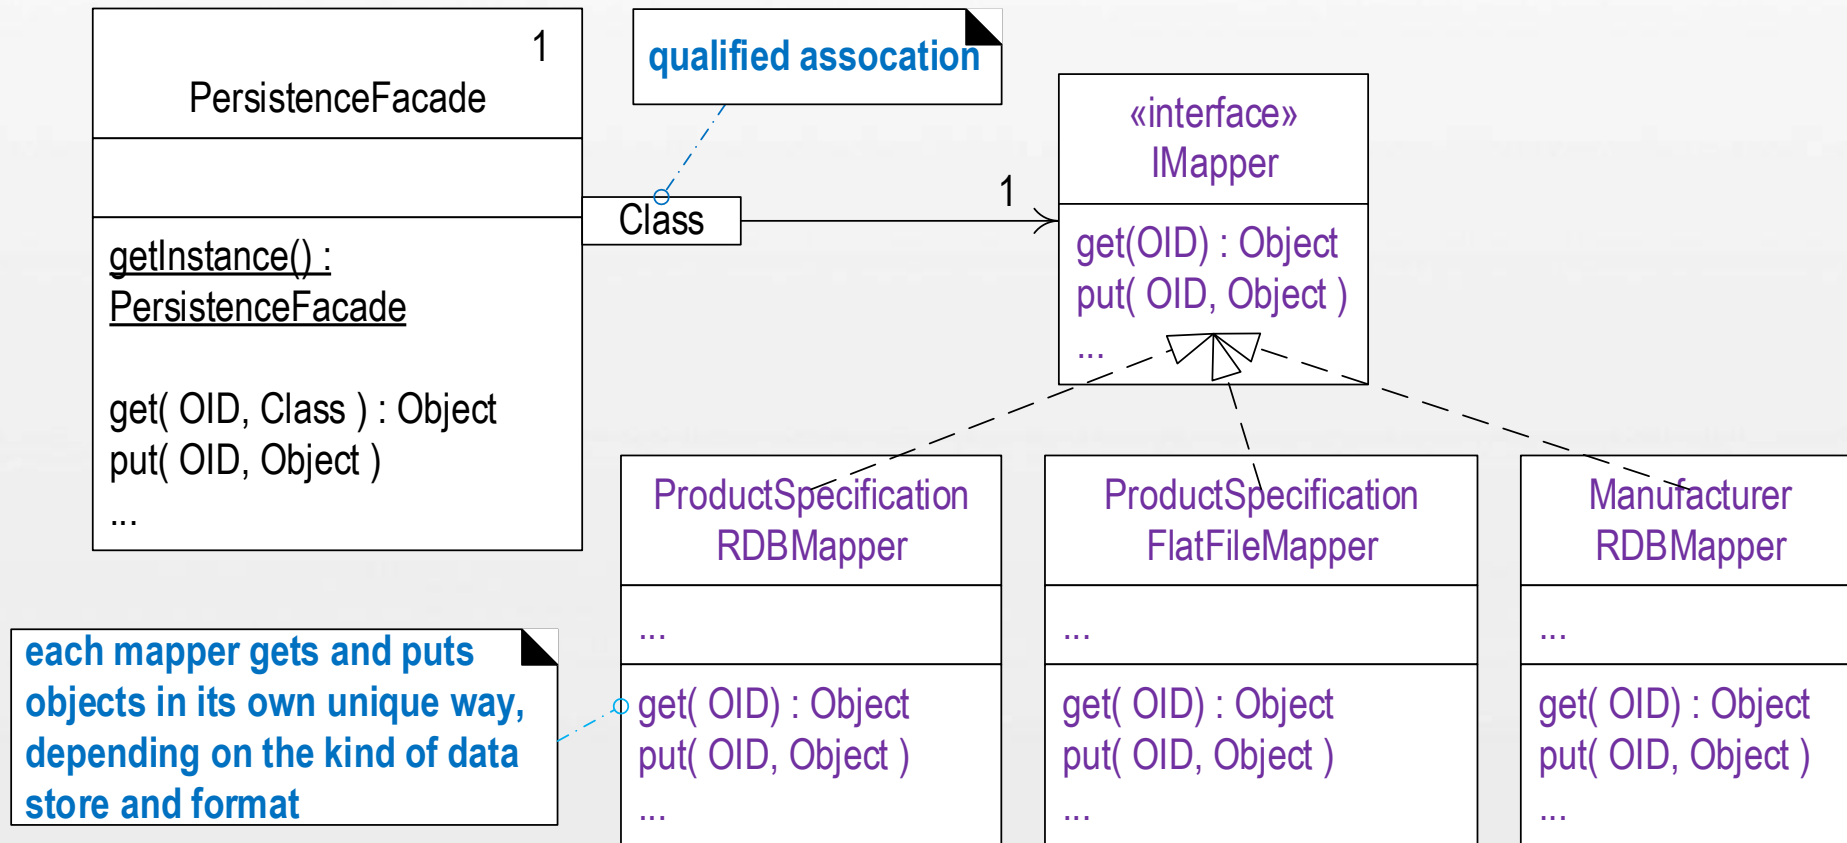 1
PersistenceFacade
getInstance() :
PersistenceFacade
get( OID, Class ) : Object
put( OID, Object )
...
qualified assocation
Class
1
«interface»
IMapper
get(OID) : Object
put( OID, Object )
...
ProductSpecification
RDBMapper
...
get( OID) : Object
put( OID, Object )
...
ProductSpecification
FlatFileMapper
...
get( OID) : Object
put( OID, Object )
...
Manufacturer
RDBMapper
...
get( OID) : Object
put( OID, Object )
...
each mapper gets and puts
objects in its own unique way,
depending on the kind of data
store and format